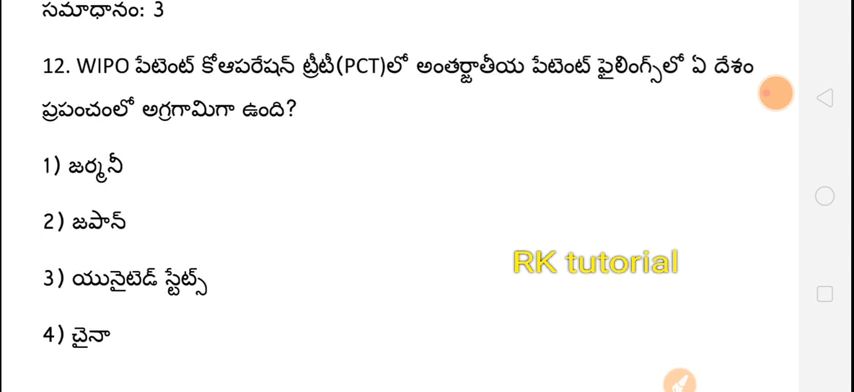 సమాధానం: 3
12. WIPO పేటెంట్ కోఆపరేషన్ ట్రీటీ(PCT)లో అంతర్జాతీయ పేటెంట్ ఫైలింగ్స్‌లో ఏ దేశం
ప్రపంచంలో అగ్రగామిగా ఉంది?
1) జర్మనీ
2) జపాన్
3) యునైటెడ్ స్టేట్స్
4) చైనా
RK tutorial